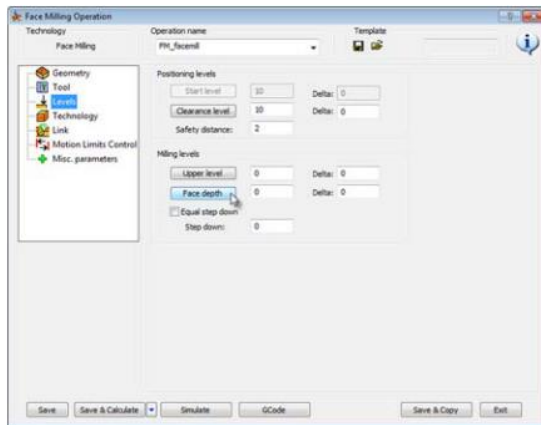 Face Milling Operation
Technology
Operation name
Template
Face Milling
FM_facemill
Geometry
Tool
Levels
Technology
Link
Motion Limits Control
Misc. parameters
Positioning levels
Start level 10 Delta: 0
Clearance level 10 Delta: 0
Safety distance: 2
Milling levels
Upper level 0 Delta: 0
Face depth 0 Delta: 0
Equal step down
Step down: 0
Save Save & Calculate Simulate GCode Save & Copy Exit